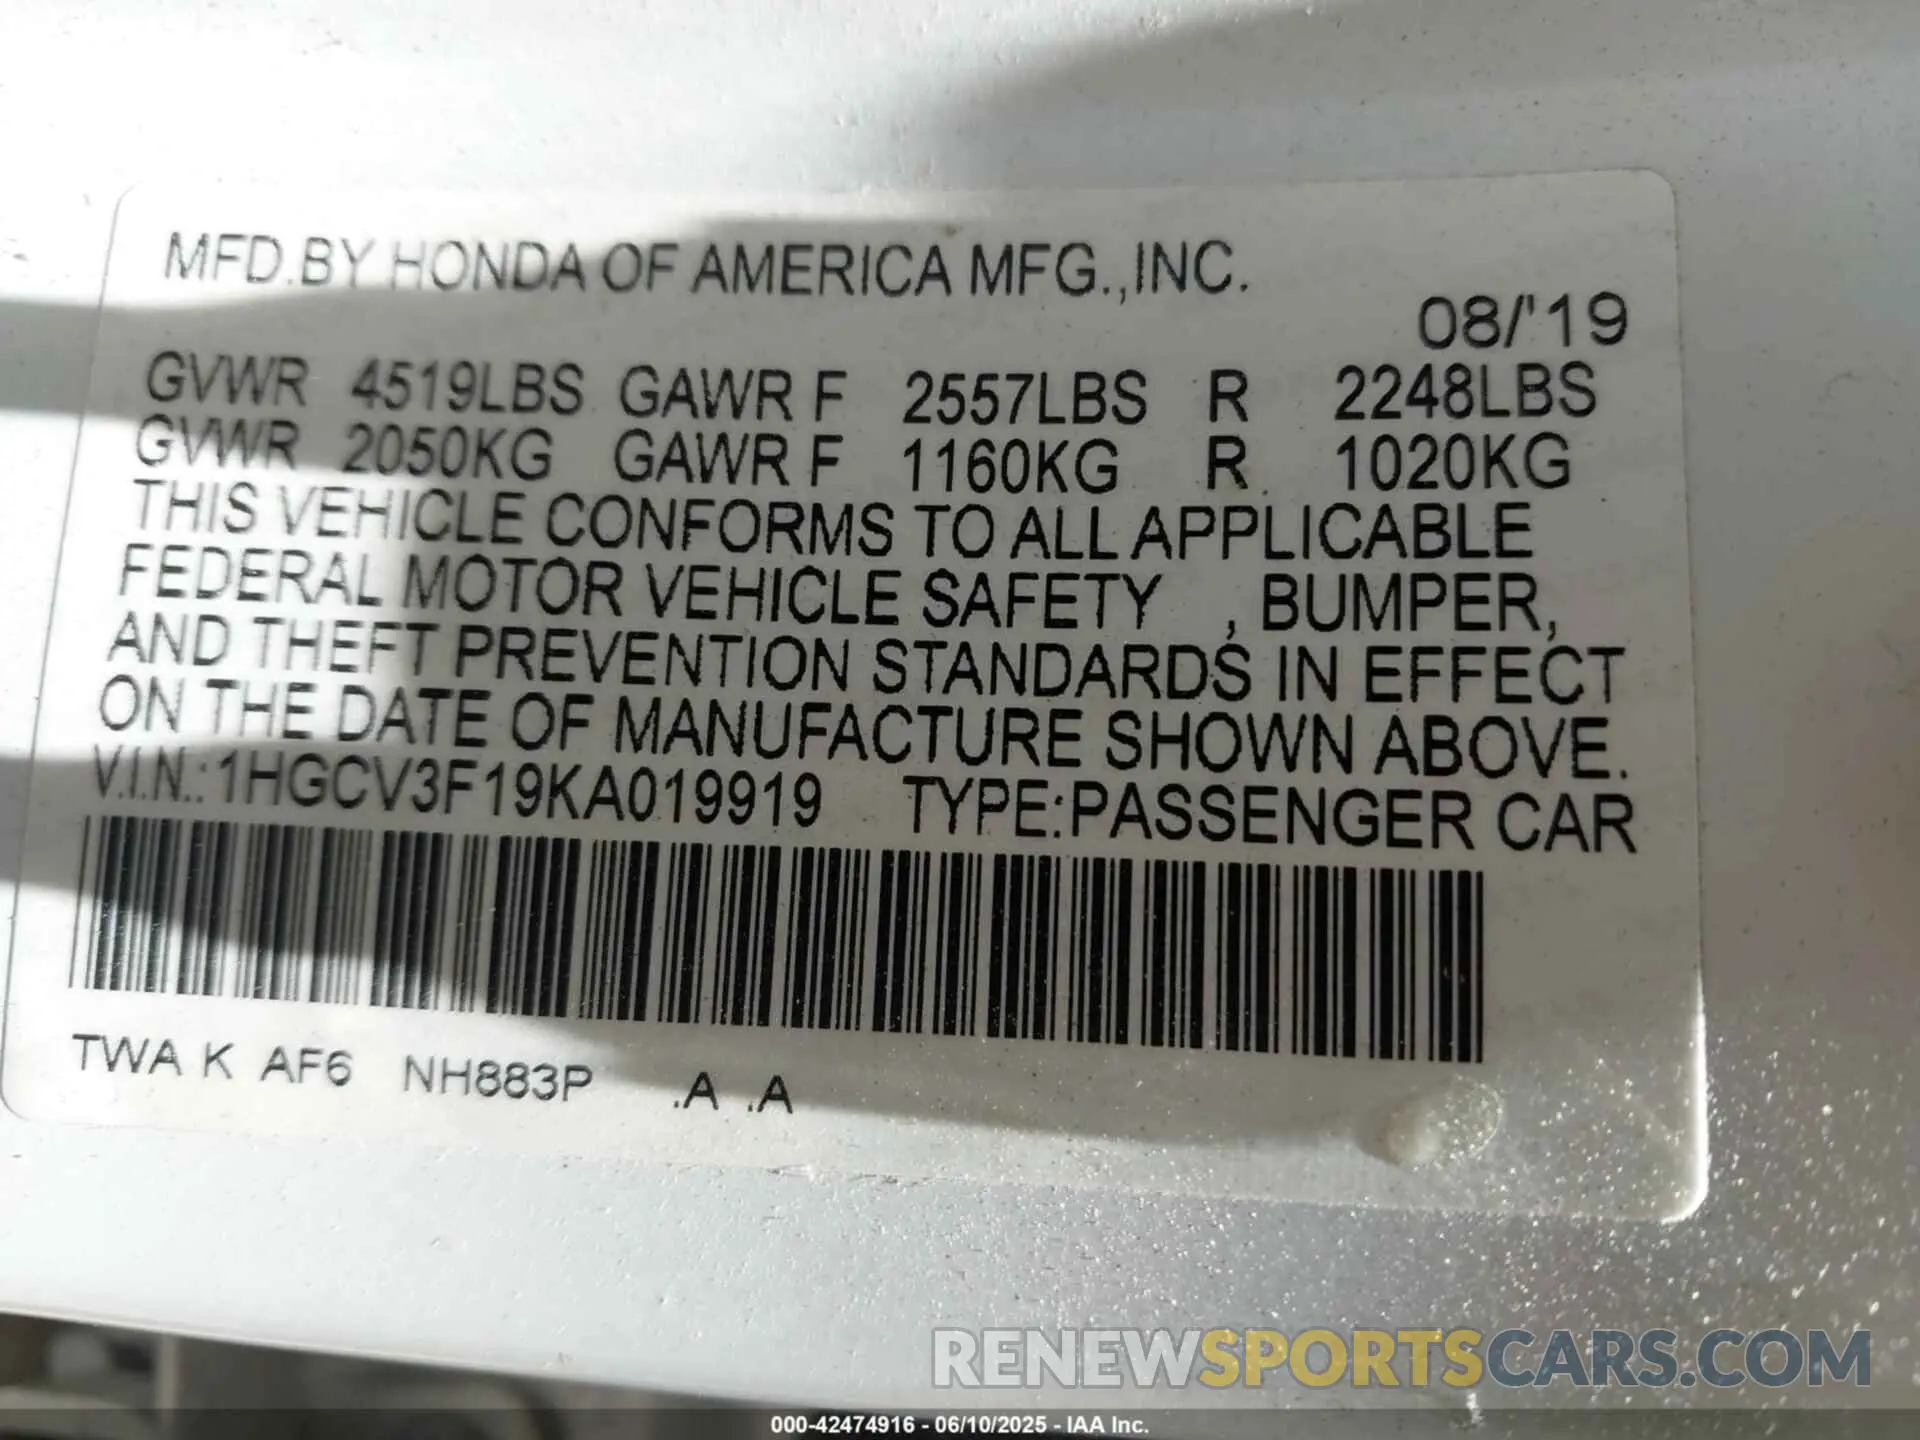 MFD.BY HONDA OF AMERICA MFG.,INC.
08/'19
GVWR 4519LBS GAWR F 2557LBS R 2248LBS
GVWR 2050KG GAWR F 1160KG R 1020KG
THIS VEHICLE CONFORMS TO ALL APPLICABLE
FEDERAL MOTOR VEHICLE SAFETY , BUMPER,
AND THEFT PREVENTION STANDARDS IN EFFECT
ON THE DATE OF MANUFACTURE SHOWN ABOVE.
V.I.N.:1HGCV3F19KA019919 TYPE:PASSENGER CAR
TWA K AF6 NH883P .A .A
RENEWSPORTSCARS.COM
000-42474916 - 06/10/2025 - IAA Inc.